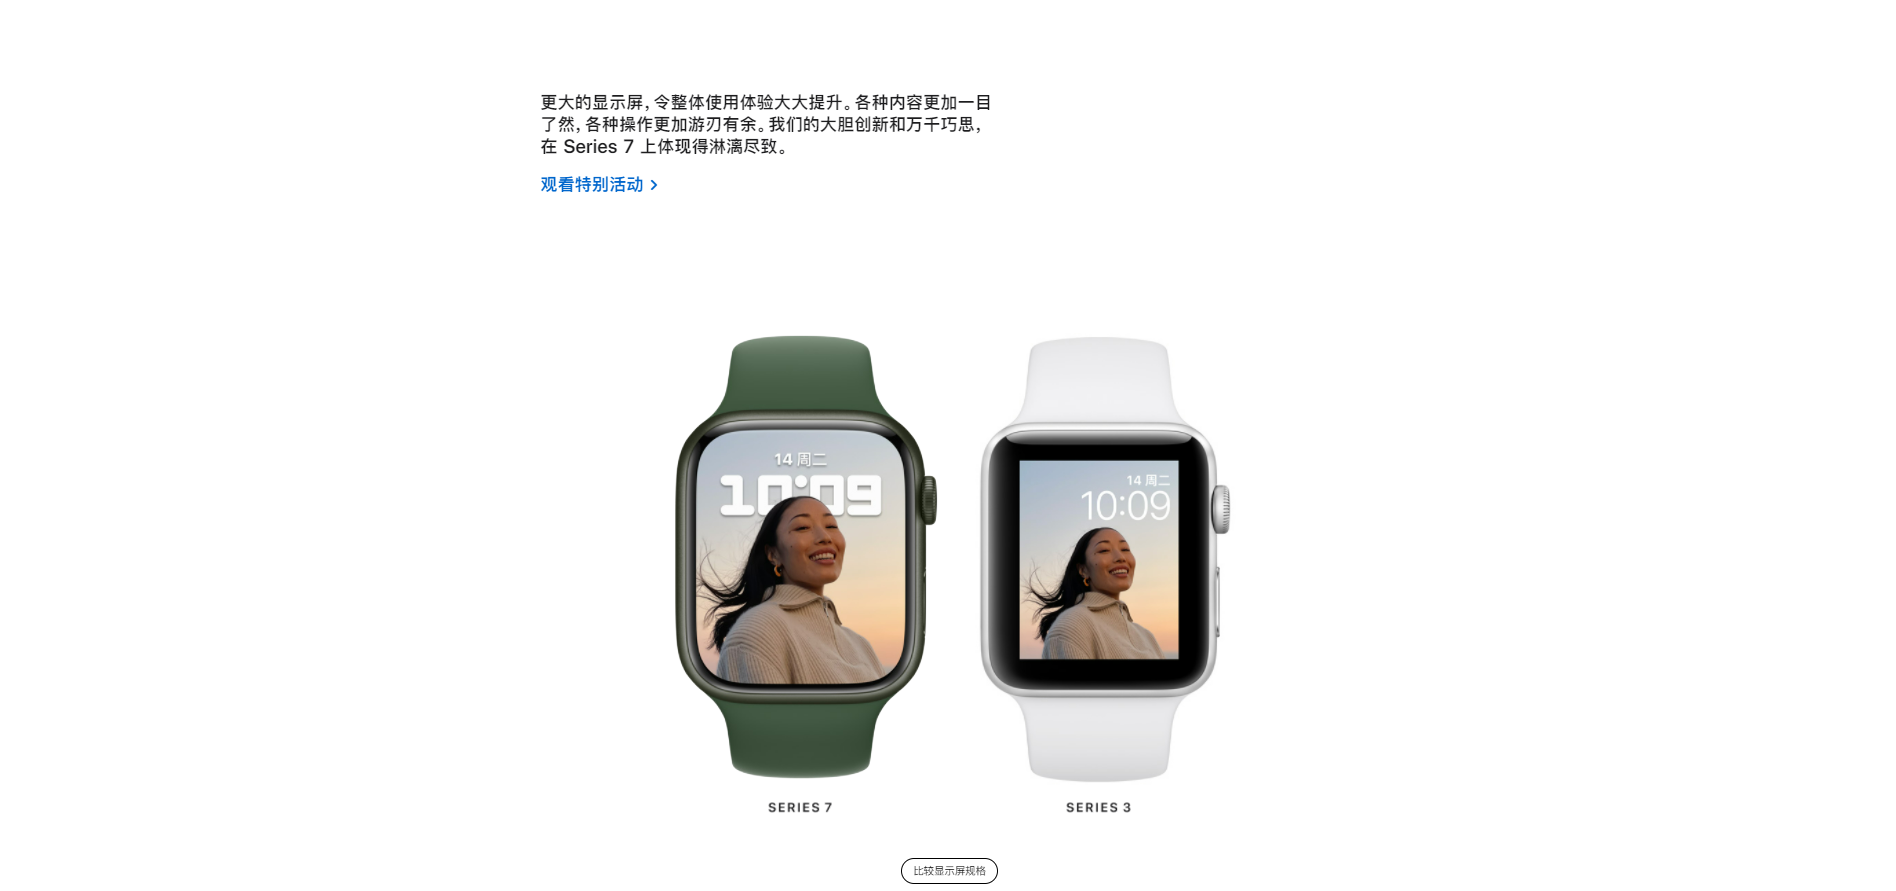 更大的显示屏，令整体使用体验大大提升。各种内容更加一目
了然，各种操作更加游刃有余。我们的大胆创新和万千巧思，
在 Series 7 上体现得淋漓尽致。
观看特别活动 >
14 周二
10:09
14 周二
10:09
SERIES 7
SERIES 3
比较显示屏规格